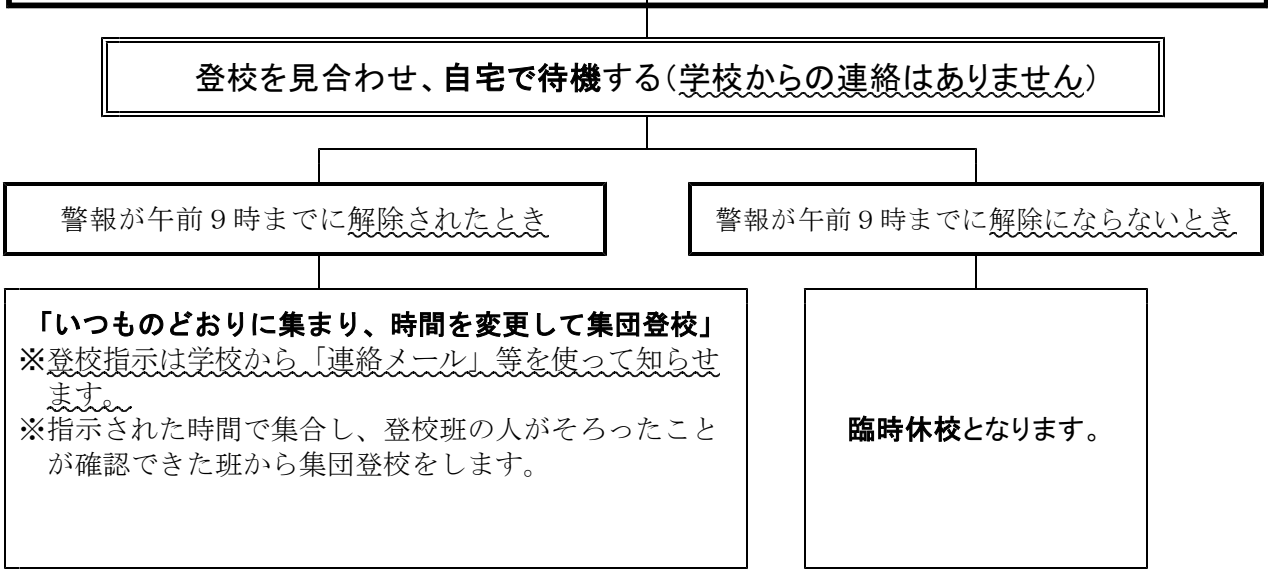 登校を見合わせ、自宅で待機する（学校からの連絡はありません）
警報が午前９時までに解除されたとき
警報が午前９時までに解除にならないとき
「いつものどおりに集まり、時間を変更して集団登校」
※登校指示は学校から「連絡メール」等を使って知らせ
ます。
※指示された時間で集合し、登校班の人がそろったこと
が確認できた班から集団登校をします。
臨時休校となります。